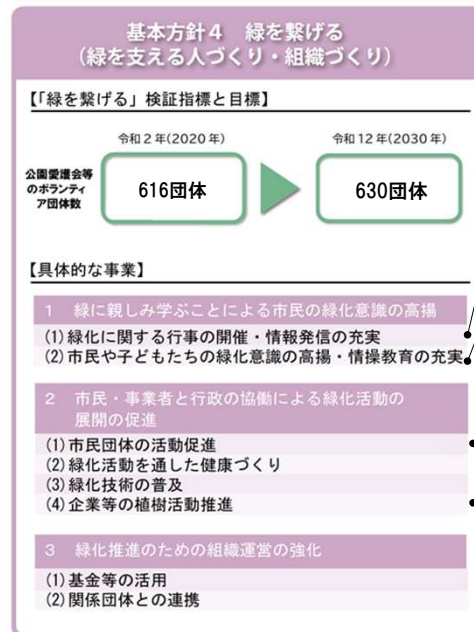 基本方針4 緑を繋げる
（緑を支える人づくり・組織づくり）
【「緑を繋げる」検証指標と目標】
令和2年(2020年)
令和12年(2030年)
公園愛護会等
のボランティ
ア団体数
616団体
630団体
【具体的な事業】
1 緑に親しみ学ぶことによる市民の緑化意識の高揚
(1)緑化に関する行事の開催・情報発信の充実
(2)市民や子どもたちの緑化意識の高揚・情操教育の充実
2 市民・事業者と行政の協働による緑化活動の
展開の促進
(1)市民団体の活動促進
(2)緑化活動を通した健康づくり
(3)緑化技術の普及
(4)企業等の植樹活動推進
3 緑化推進のための組織運営の強化
(1)基金等の活用
(2)関係団体との連携